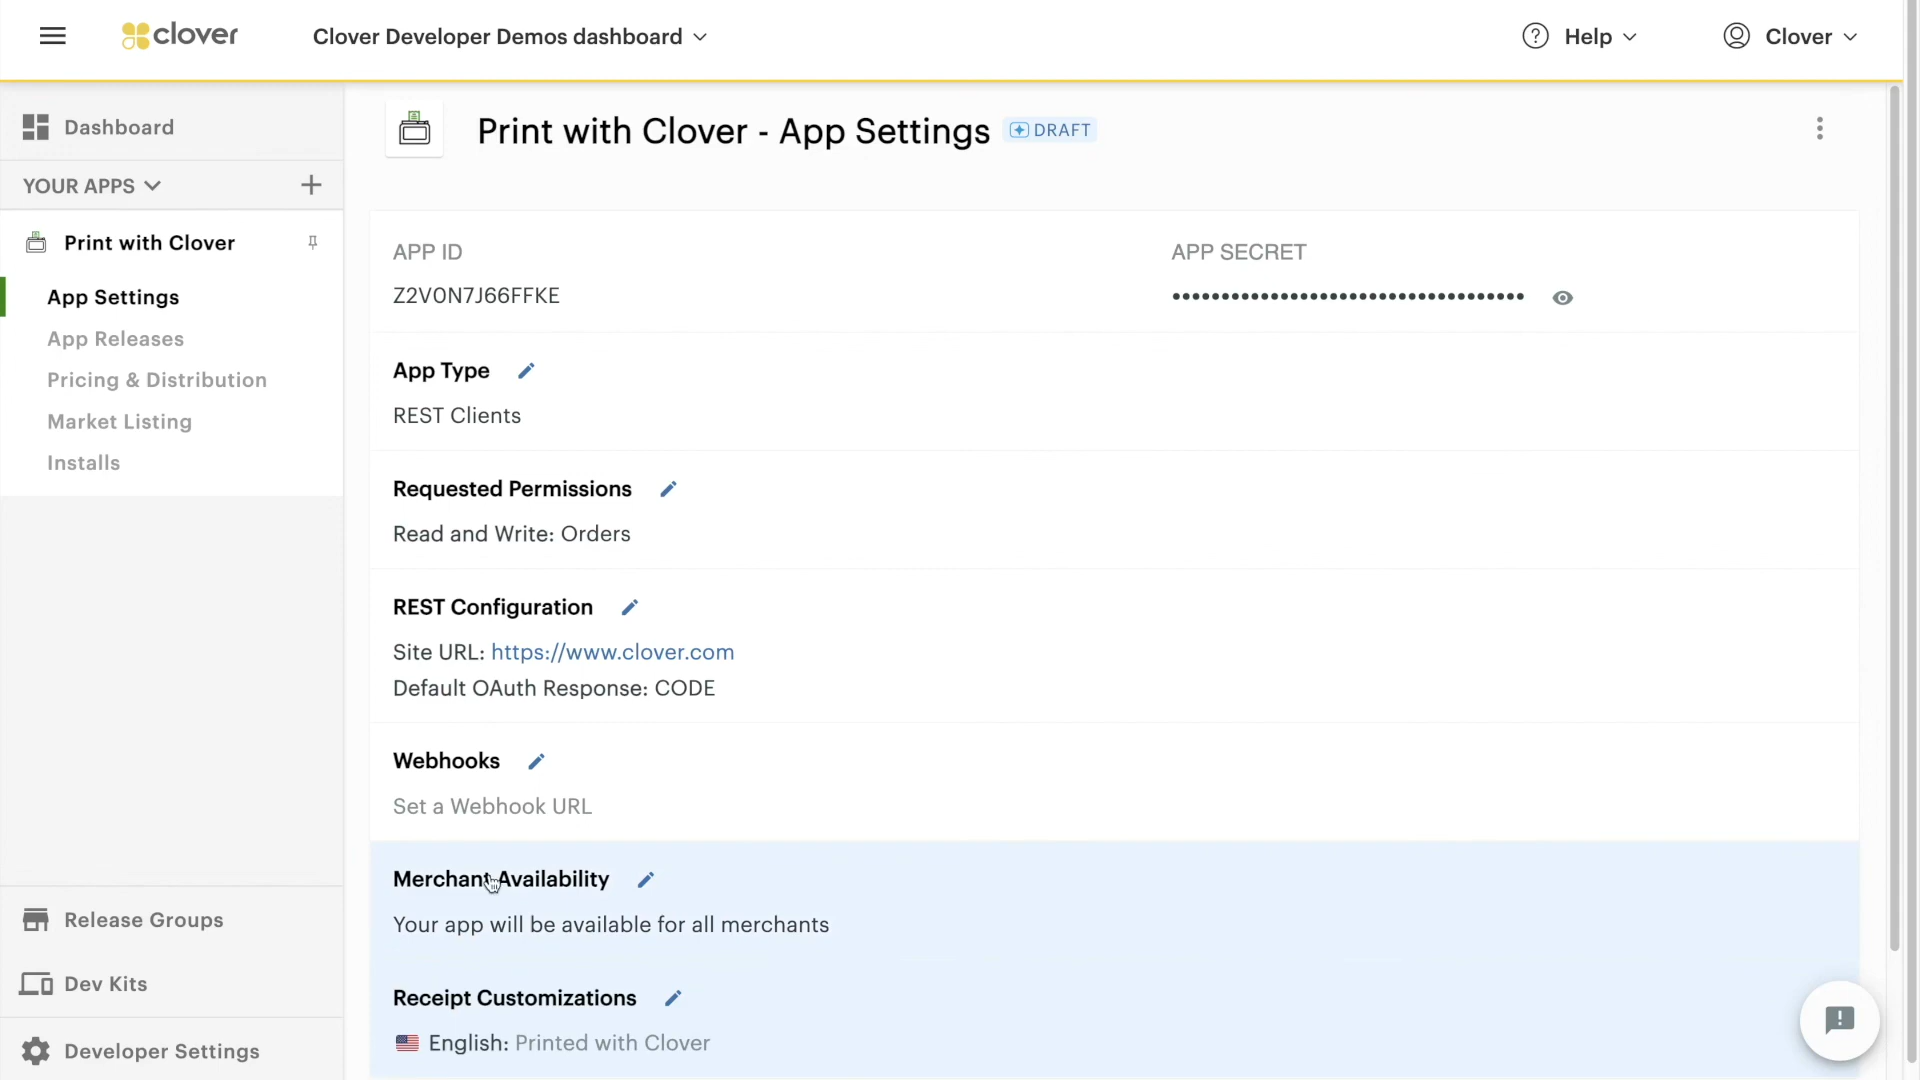 clover
Clover Developer Demos dashboard
Help
Clover
Dashboard
YOUR APPS
Print with Clover
App Settings
App Releases
Pricing & Distribution
Market Listing
Installs
Release Groups
Dev Kits
Developer Settings
Print with Clover - App Settings
DRAFT
APP ID
Z2V0N7J66FFKE
APP SECRET
••••••••••••••••••••••••••••••••••••
App Type
REST Clients
Requested Permissions
Read and Write: Orders
REST Configuration
Site URL: https://www.clover.com
Default OAuth Response: CODE
Webhooks
Set a Webhook URL
Merchant Availability
Your app will be available for all merchants
Receipt Customizations
English: Printed with Clover